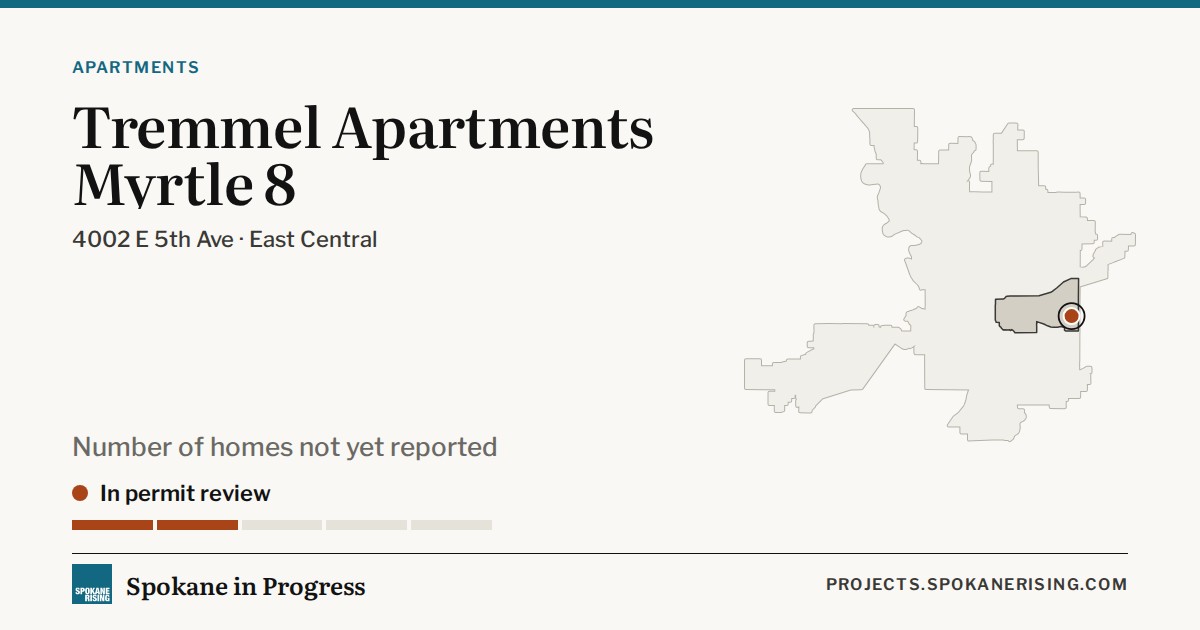 APARTMENTS
Tremmel Apartments
Myrtle 8
4002 E 5th Ave · East Central
Number of homes not yet reported
In permit review
SPOKANE
RISING
Spokane in Progress
PROJECTS.SPOKANERISING.COM